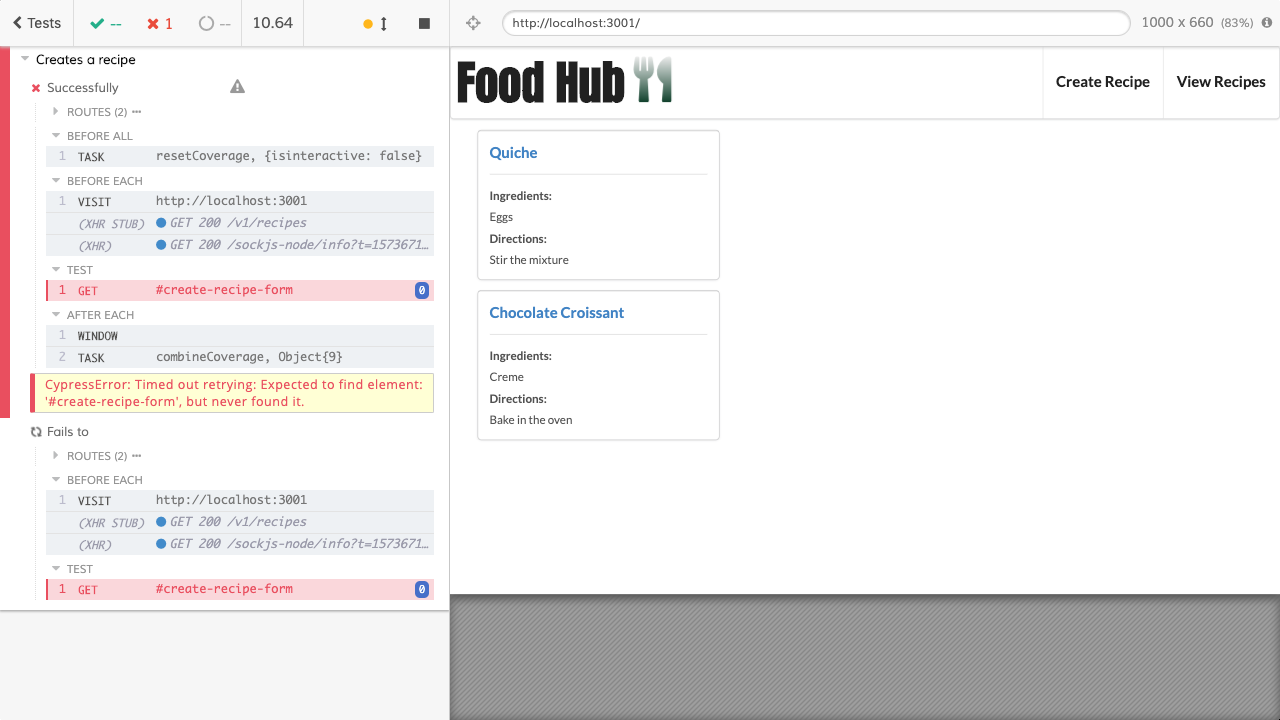 Tests -- 1 -- 10.64
http://localhost:3001/ 1000 x 660 (83%)
Creates a recipe
Successfully
ROUTES (2)
BEFORE ALL
1 TASK resetCoverage, {isinteractive: false}
BEFORE EACH
1 VISIT http://localhost:3001
(XHR STUB) GET 200 /v1/recipes
(XHR) GET 200 /sockjs-node/info?t=1573671…
TEST
1 GET #create-recipe-form 0
AFTER EACH
1 WINDOW
2 TASK combineCoverage, Object{9}
CypressError: Timed out retrying: Expected to find element:
'#create-recipe-form', but never found it.
Fails to
ROUTES (2)
BEFORE EACH
1 VISIT http://localhost:3001
(XHR STUB) GET 200 /v1/recipes
(XHR) GET 200 /sockjs-node/info?t=1573671…
TEST
1 GET #create-recipe-form 0
Food Hub
Create Recipe
View Recipes
Quiche
Ingredients:
Eggs
Directions:
Stir the mixture
Chocolate Croissant
Ingredients:
Creme
Directions:
Bake in the oven